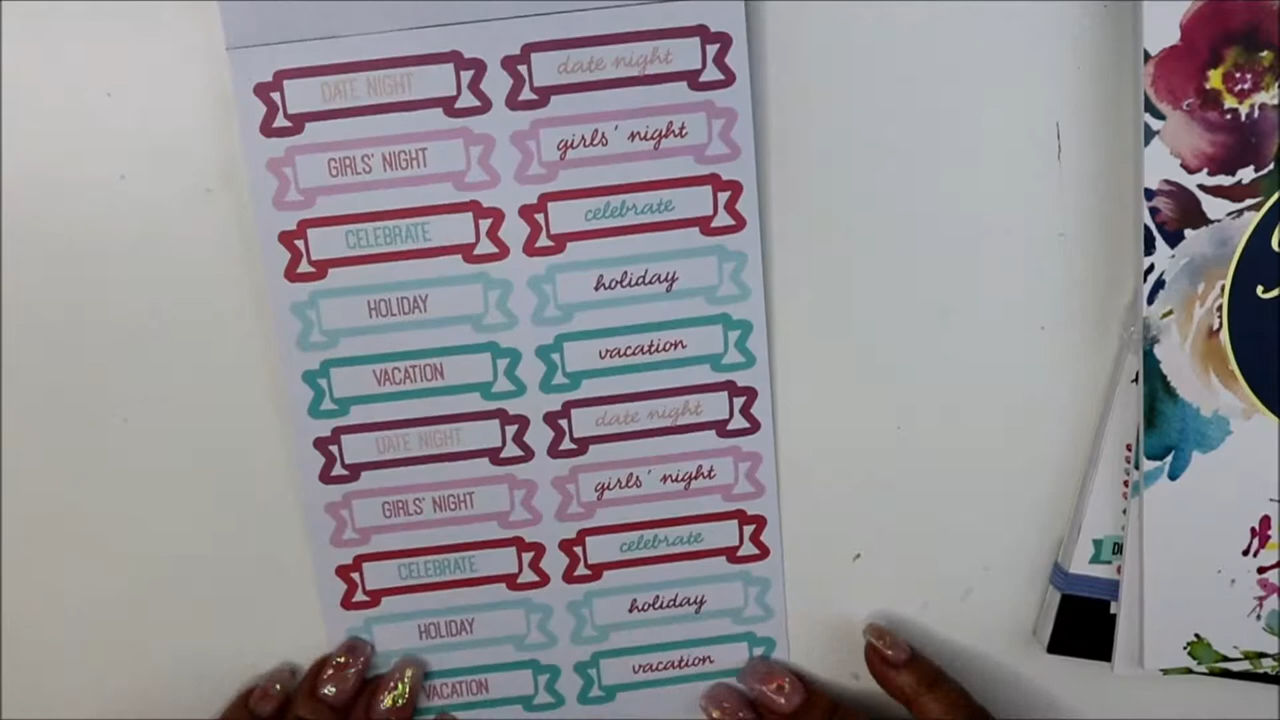 DATE NIGHT date night
GIRLS' NIGHT girls' night
CELEBRATE celebrate
HOLIDAY holiday
VACATION vacation
DATE NIGHT date night
GIRLS' NIGHT girls' night
CELEBRATE celebrate
HOLIDAY holiday
VACATION vacation